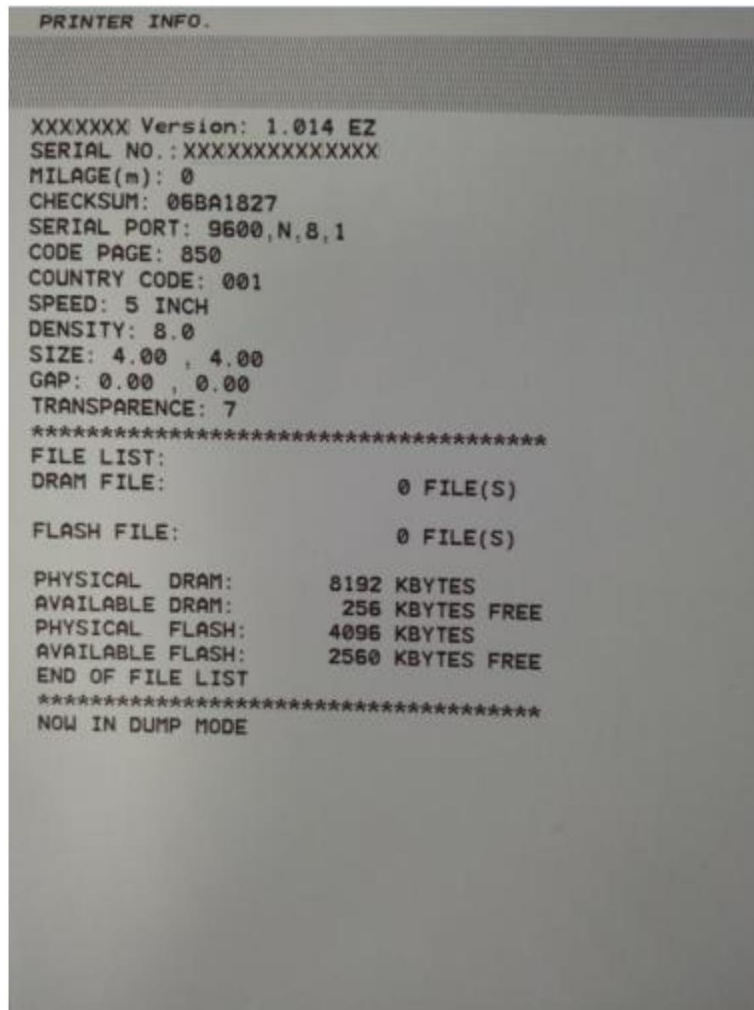 PRINTER INFO.
XXXXXXX Version: 1.014 EZ
SERIAL NO.:XXXXXXXXXXXXXX
MILAGE(m): 0
CHECKSUM: 06BA1827
SERIAL PORT: 9600,N,8,1
CODE PAGE: 850
COUNTRY CODE: 001
SPEED: 5 INCH
DENSITY: 8.0
SIZE: 4.00 , 4.00
GAP: 0.00 , 0.00
TRANSPARENCE: 7
***************************************
FILE LIST:
DRAM FILE: 0 FILE(S)
FLASH FILE: 0 FILE(S)
PHYSICAL DRAM: 8192 KBYTES
AVAILABLE DRAM: 256 KBYTES FREE
PHYSICAL FLASH: 4096 KBYTES
AVAILABLE FLASH: 2560 KBYTES FREE
END OF FILE LIST
***************************************
NOW IN DUMP MODE